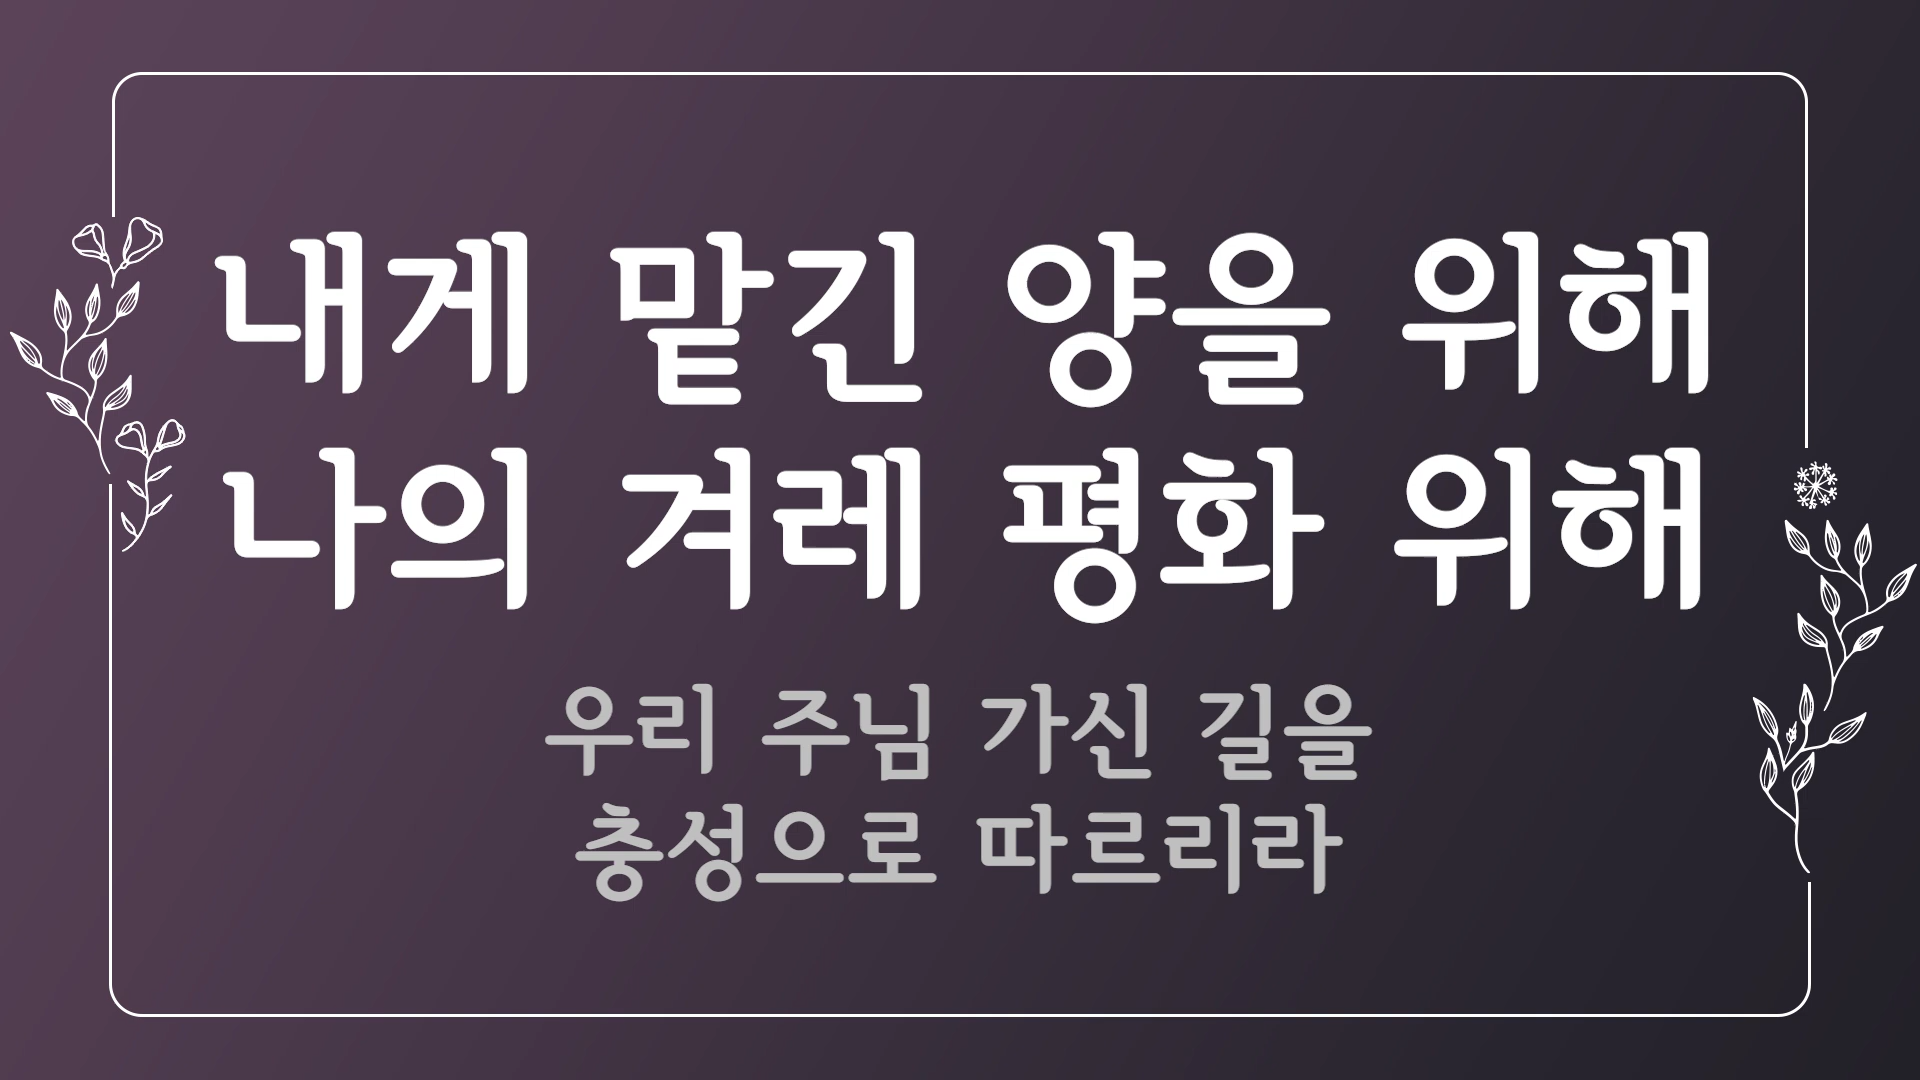 내게 맡긴 양을 위해
나의 겨레 평화 위해
우리 주님 가신 길을
충성으로 따르리라